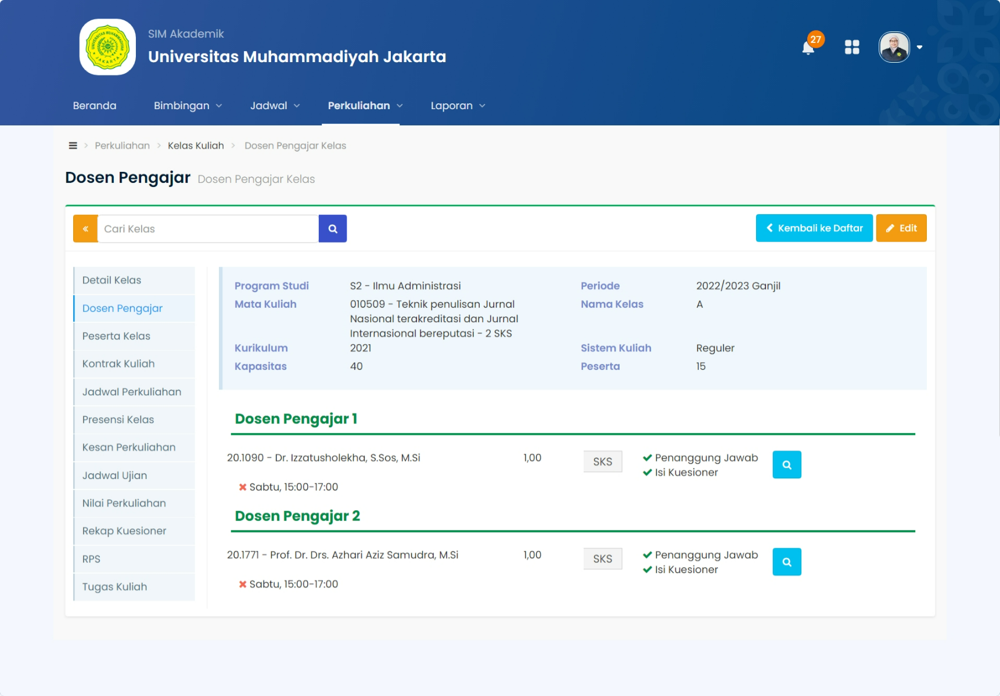 SIM Akademik
Universitas Muhammadiyah Jakarta
UNIVERSITAS MUHAMMADIYAH
JAKARTA
27
Beranda Bimbingan Jadwal Perkuliahan Laporan
> Perkuliahan > Kelas Kuliah > Dosen Pengajar Kelas
Dosen Pengajar Dosen Pengajar Kelas
« Cari Kelas
Kembali ke Daftar Edit
Detail Kelas
Dosen Pengajar
Peserta Kelas
Kontrak Kuliah
Jadwal Perkuliahan
Presensi Kelas
Kesan Perkuliahan
Jadwal Ujian
Nilai Perkuliahan
Rekap Kuesioner
RPS
Tugas Kuliah
Program Studi S2 - Ilmu Administrasi Periode 2022/2023 Ganjil
Mata Kuliah 010509 - Teknik penulisan Jurnal Nama Kelas A
Nasional terakreditasi dan Jurnal
Internasional bereputasi - 2 SKS
Kurikulum 2021 Sistem Kuliah Reguler
Kapasitas 40 Peserta 15
Dosen Pengajar 1
20.1090 - Dr. Izzatusholekha, S.Sos, M.Si 1,00 SKS Penanggung Jawab
Isi Kuesioner
Sabtu, 15:00-17:00
Dosen Pengajar 2
20.1771 - Prof. Dr. Drs. Azhari Aziz Samudra, M.Si 1,00 SKS Penanggung Jawab
Isi Kuesioner
Sabtu, 15:00-17:00